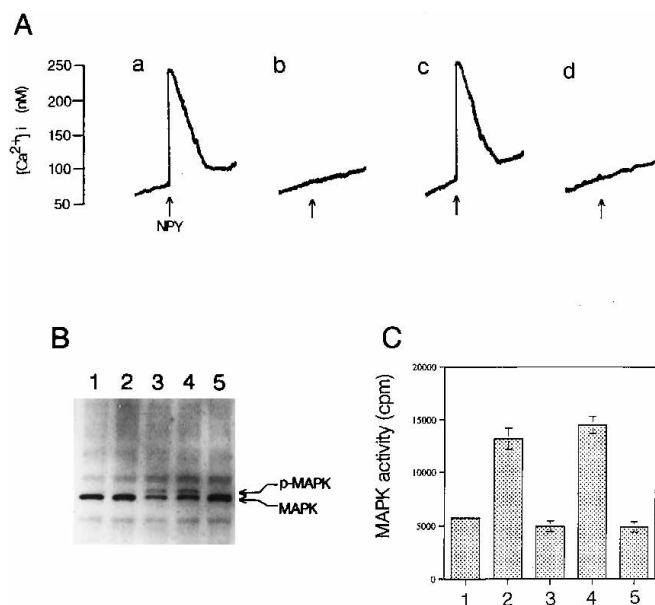 A
[Ca²⁺] i (nM)
250
200
150
100
50
a
b
c
d
NPY
B
1 2 3 4 5
p-MAPK
MAPK
C
MAPK activity (cpm)
20000
15000
10000
5000
0
1 2 3 4 5